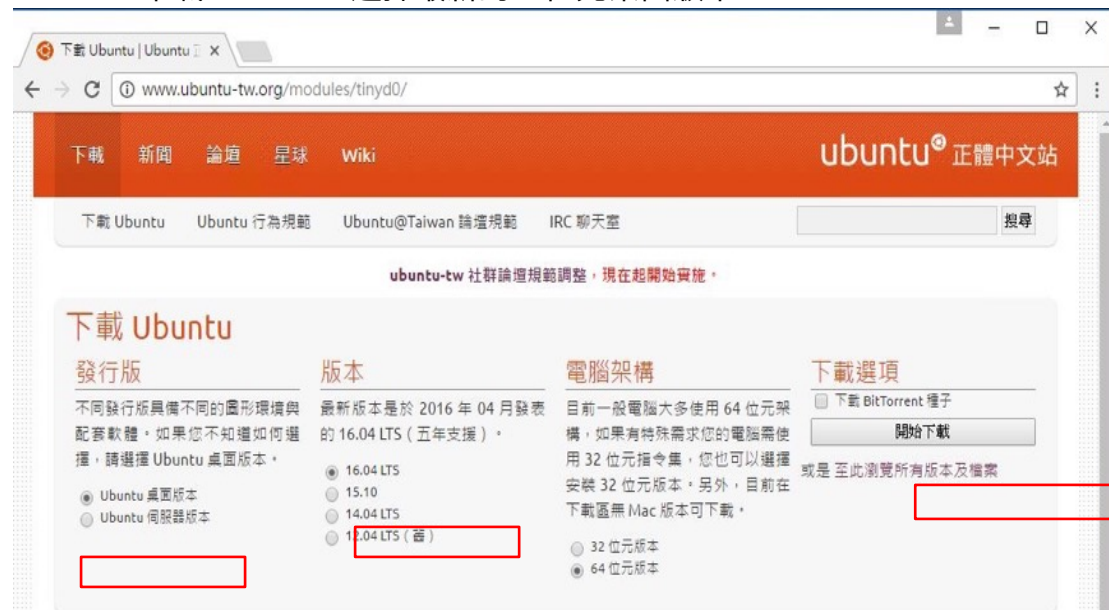 下載 Ubuntu | Ubuntu 正
www.ubuntu-tw.org/modules/tinyd0/
下載 新聞 論壇 星球 Wiki
ubuntu® 正體中文站
下載 Ubuntu Ubuntu 行為規範 Ubuntu@Taiwan 論壇規範 IRC 聊天室
搜尋
ubuntu-tw 社群論壇規範調整，現在起開始實施。
下載 Ubuntu
發行版
不同發行版具備不同的圖形環境與
配套軟體。如果您不知道如何選
擇，請選擇 Ubuntu 桌面版本。
Ubuntu 桌面版本
Ubuntu 伺服器版本
版本
最新版本是於 2016 年 04 月發表
的 16.04 LTS（五年支援）。
16.04 LTS
15.10
14.04 LTS
12.04 LTS（舊）
電腦架構
目前一般電腦大多使用 64 位元架
構，如果有特殊需求您的電腦需使
用 32 位元指令集，您也可以選擇
安裝 32 位元版本。另外，目前在
下載區無 Mac 版本可下載。
32 位元版本
64 位元版本
下載選項
下載 BitTorrent 種子
開始下載
或是 至此瀏覽所有版本及檔案